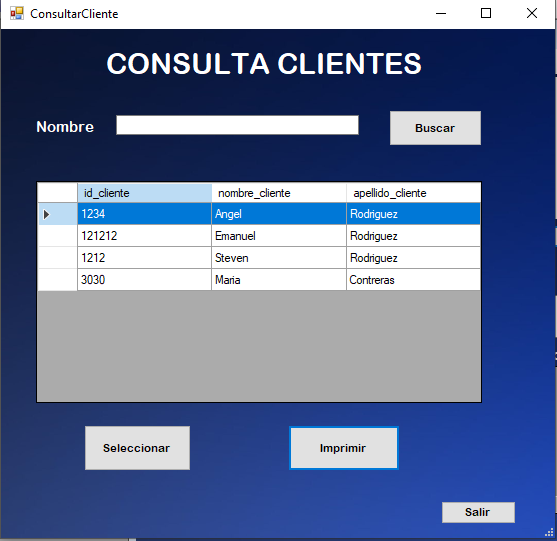 ConsultarCliente
CONSULTA CLIENTES
Nombre Buscar
id_cliente nombre_cliente apellido_cliente
1234 Angel Rodriguez
121212 Emanuel Rodriguez
1212 Steven Rodriguez
3030 Maria Contreras
Seleccionar Imprimir
Salir